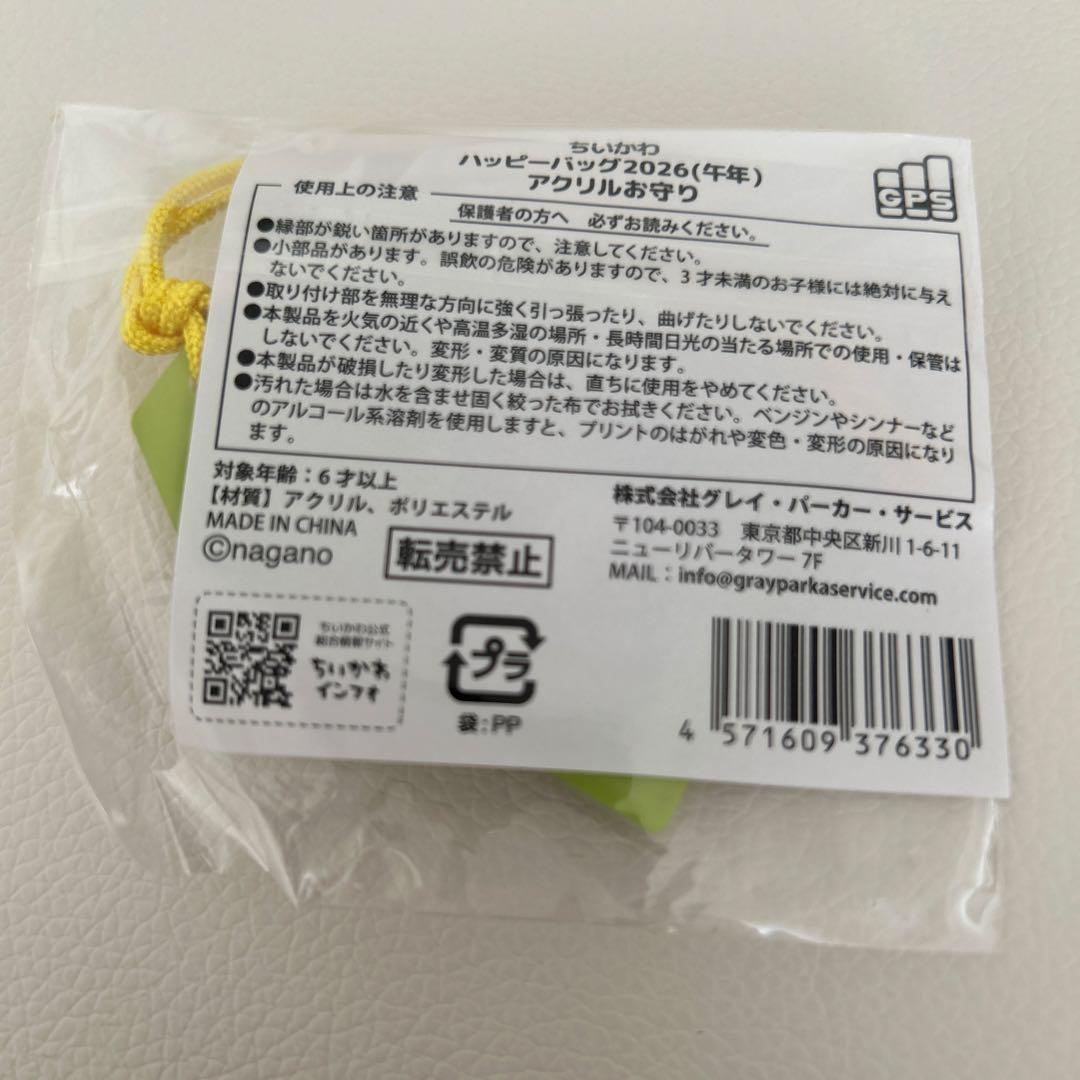 ちいかわ
ハッピーバッグ2026(午年)
アクリルお守り
GPS
使用上の注意
保護者の方へ 必ずお読みください。
●縁部が鋭い箇所がありますので、注意してください。
●小部品があります。誤飲の危険がありますので、3才未満のお子様には絶対に与え
ないでください。
●取り付け部を無理な方向に強く引っ張ったり、曲げたりしないでください。
●本製品を火気の近くや高温多湿の場所・長時間日光の当たる場所での使用・保管は
しないでください。変形・変質の原因になります。
●本製品が破損したり変形した場合は、直ちに使用をやめてください。
●汚れた場合は水を含ませ固く絞った布でお拭きください。ベンジンやシンナーなど
のアルコール系溶剤を使用しますと、プリントのはがれや変色・変形の原因になり
ます。
対象年齢:6才以上
【材質】アクリル、ポリエステル
MADE IN CHINA
©nagano
転売禁止
株式会社グレイ・パーカー・サービス
〒104-0033 東京都中央区新川1-6-11
ニューリバータワー 7F
MAIL:info@grayparkaservice.com
ちいかわ公式
総合情報サイト
ちいかわ
インフォ
プラ
袋:PP
4 571609 376330